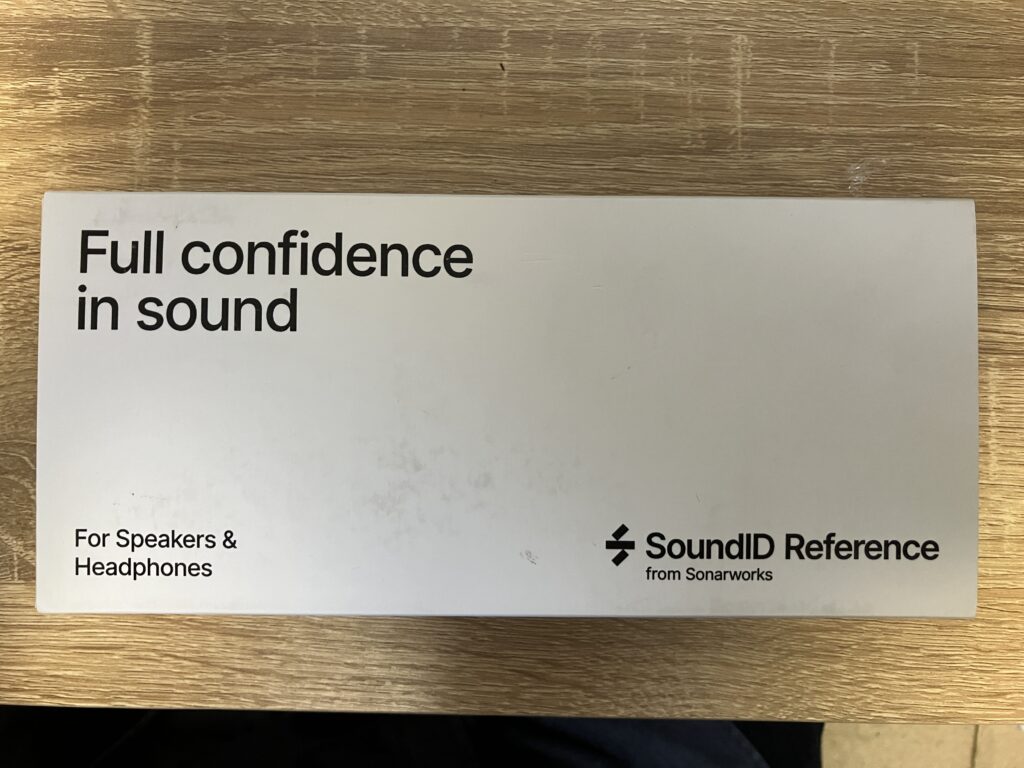 Full confidence
in sound
For Speakers &
Headphones
SoundID Reference
from Sonarworks